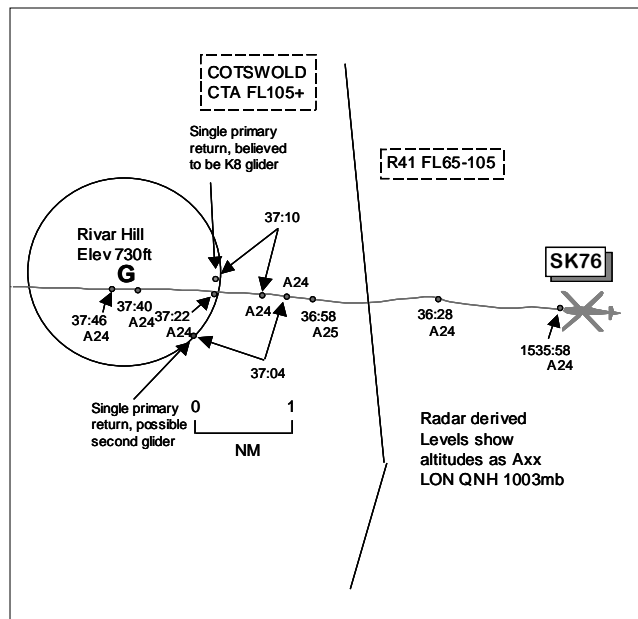 COTSWOLD
CTA FL105+
Single primary
return, believed
to be K8 glider
R41 FL65-105
Rivar Hill
Elev 730ft
G
37:10
SK76
A24
37:46
A24
37:40
A24
37:22
A24
A24
36:58
A25
36:28
A24
1535:58
A24
37:04
Single primary
return, possible
second glider
0 1
NM
Radar derived
Levels show
altitudes as Axx
LON QNH 1003mb